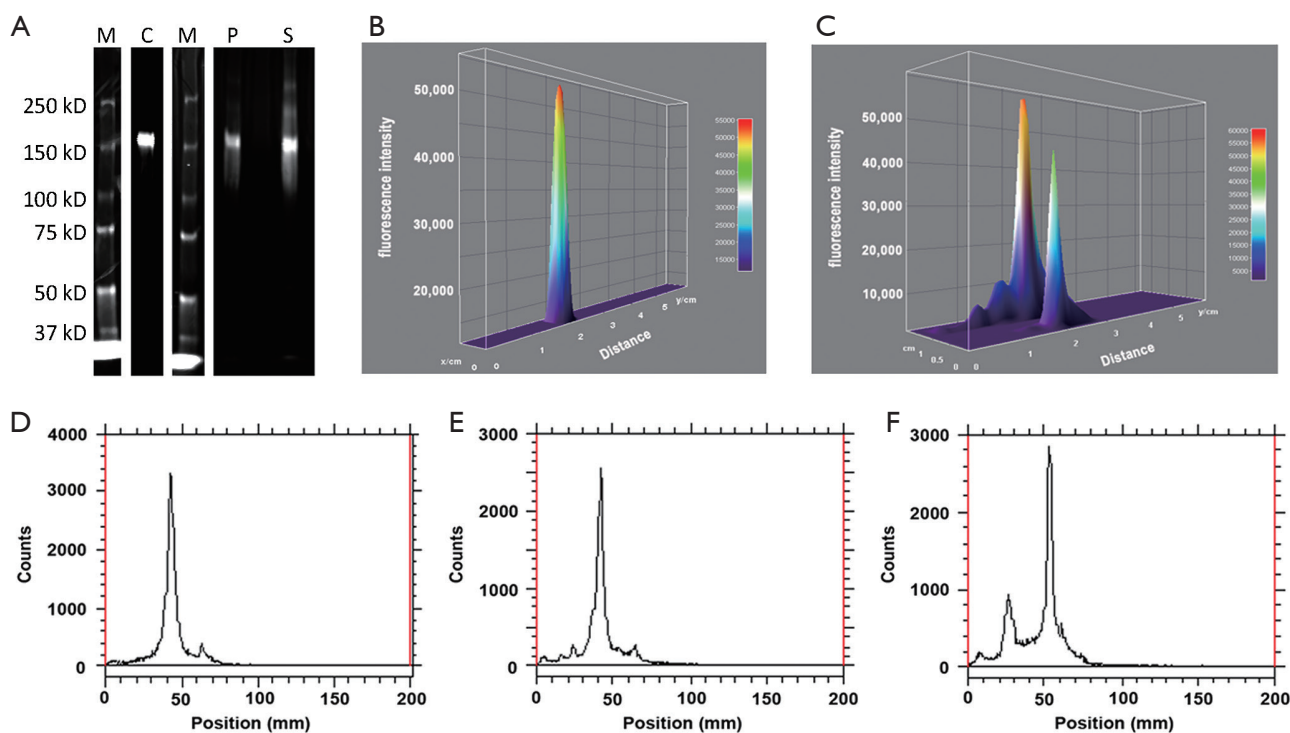 A
M C M P S
250 kD
150 kD
100 kD
75 kD
50 kD
37 kD
B
fluorescence intensity
50,000
40,000
30,000
20,000
x/cm 0 0 1 2 3 4 5 y/cm
Distance
55000
50000
45000
40000
35000
30000
25000
20000
15000
C
fluorescence intensity
50,000
40,000
30,000
20,000
10,000
cm 1 0.5 0 0 1 2 3 4 5 y/cm
Distance
60000
55000
50000
45000
40000
35000
30000
25000
20000
15000
10000
5000
D
Counts
4000
3000
2000
1000
0
0 50 100 150 200
Position (mm)
E
Counts
3000
2000
1000
0
0 50 100 150 200
Position (mm)
F
Counts
3000
2000
1000
0
0 50 100 150 200
Position (mm)